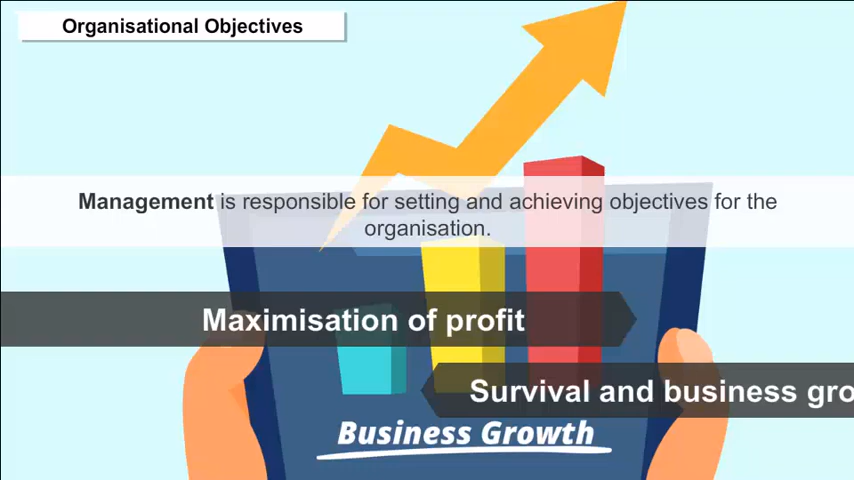 Organisational Objectives
Management is responsible for setting and achieving objectives for the
organisation.
Maximisation of profit
Survival and business gro
Business Growth